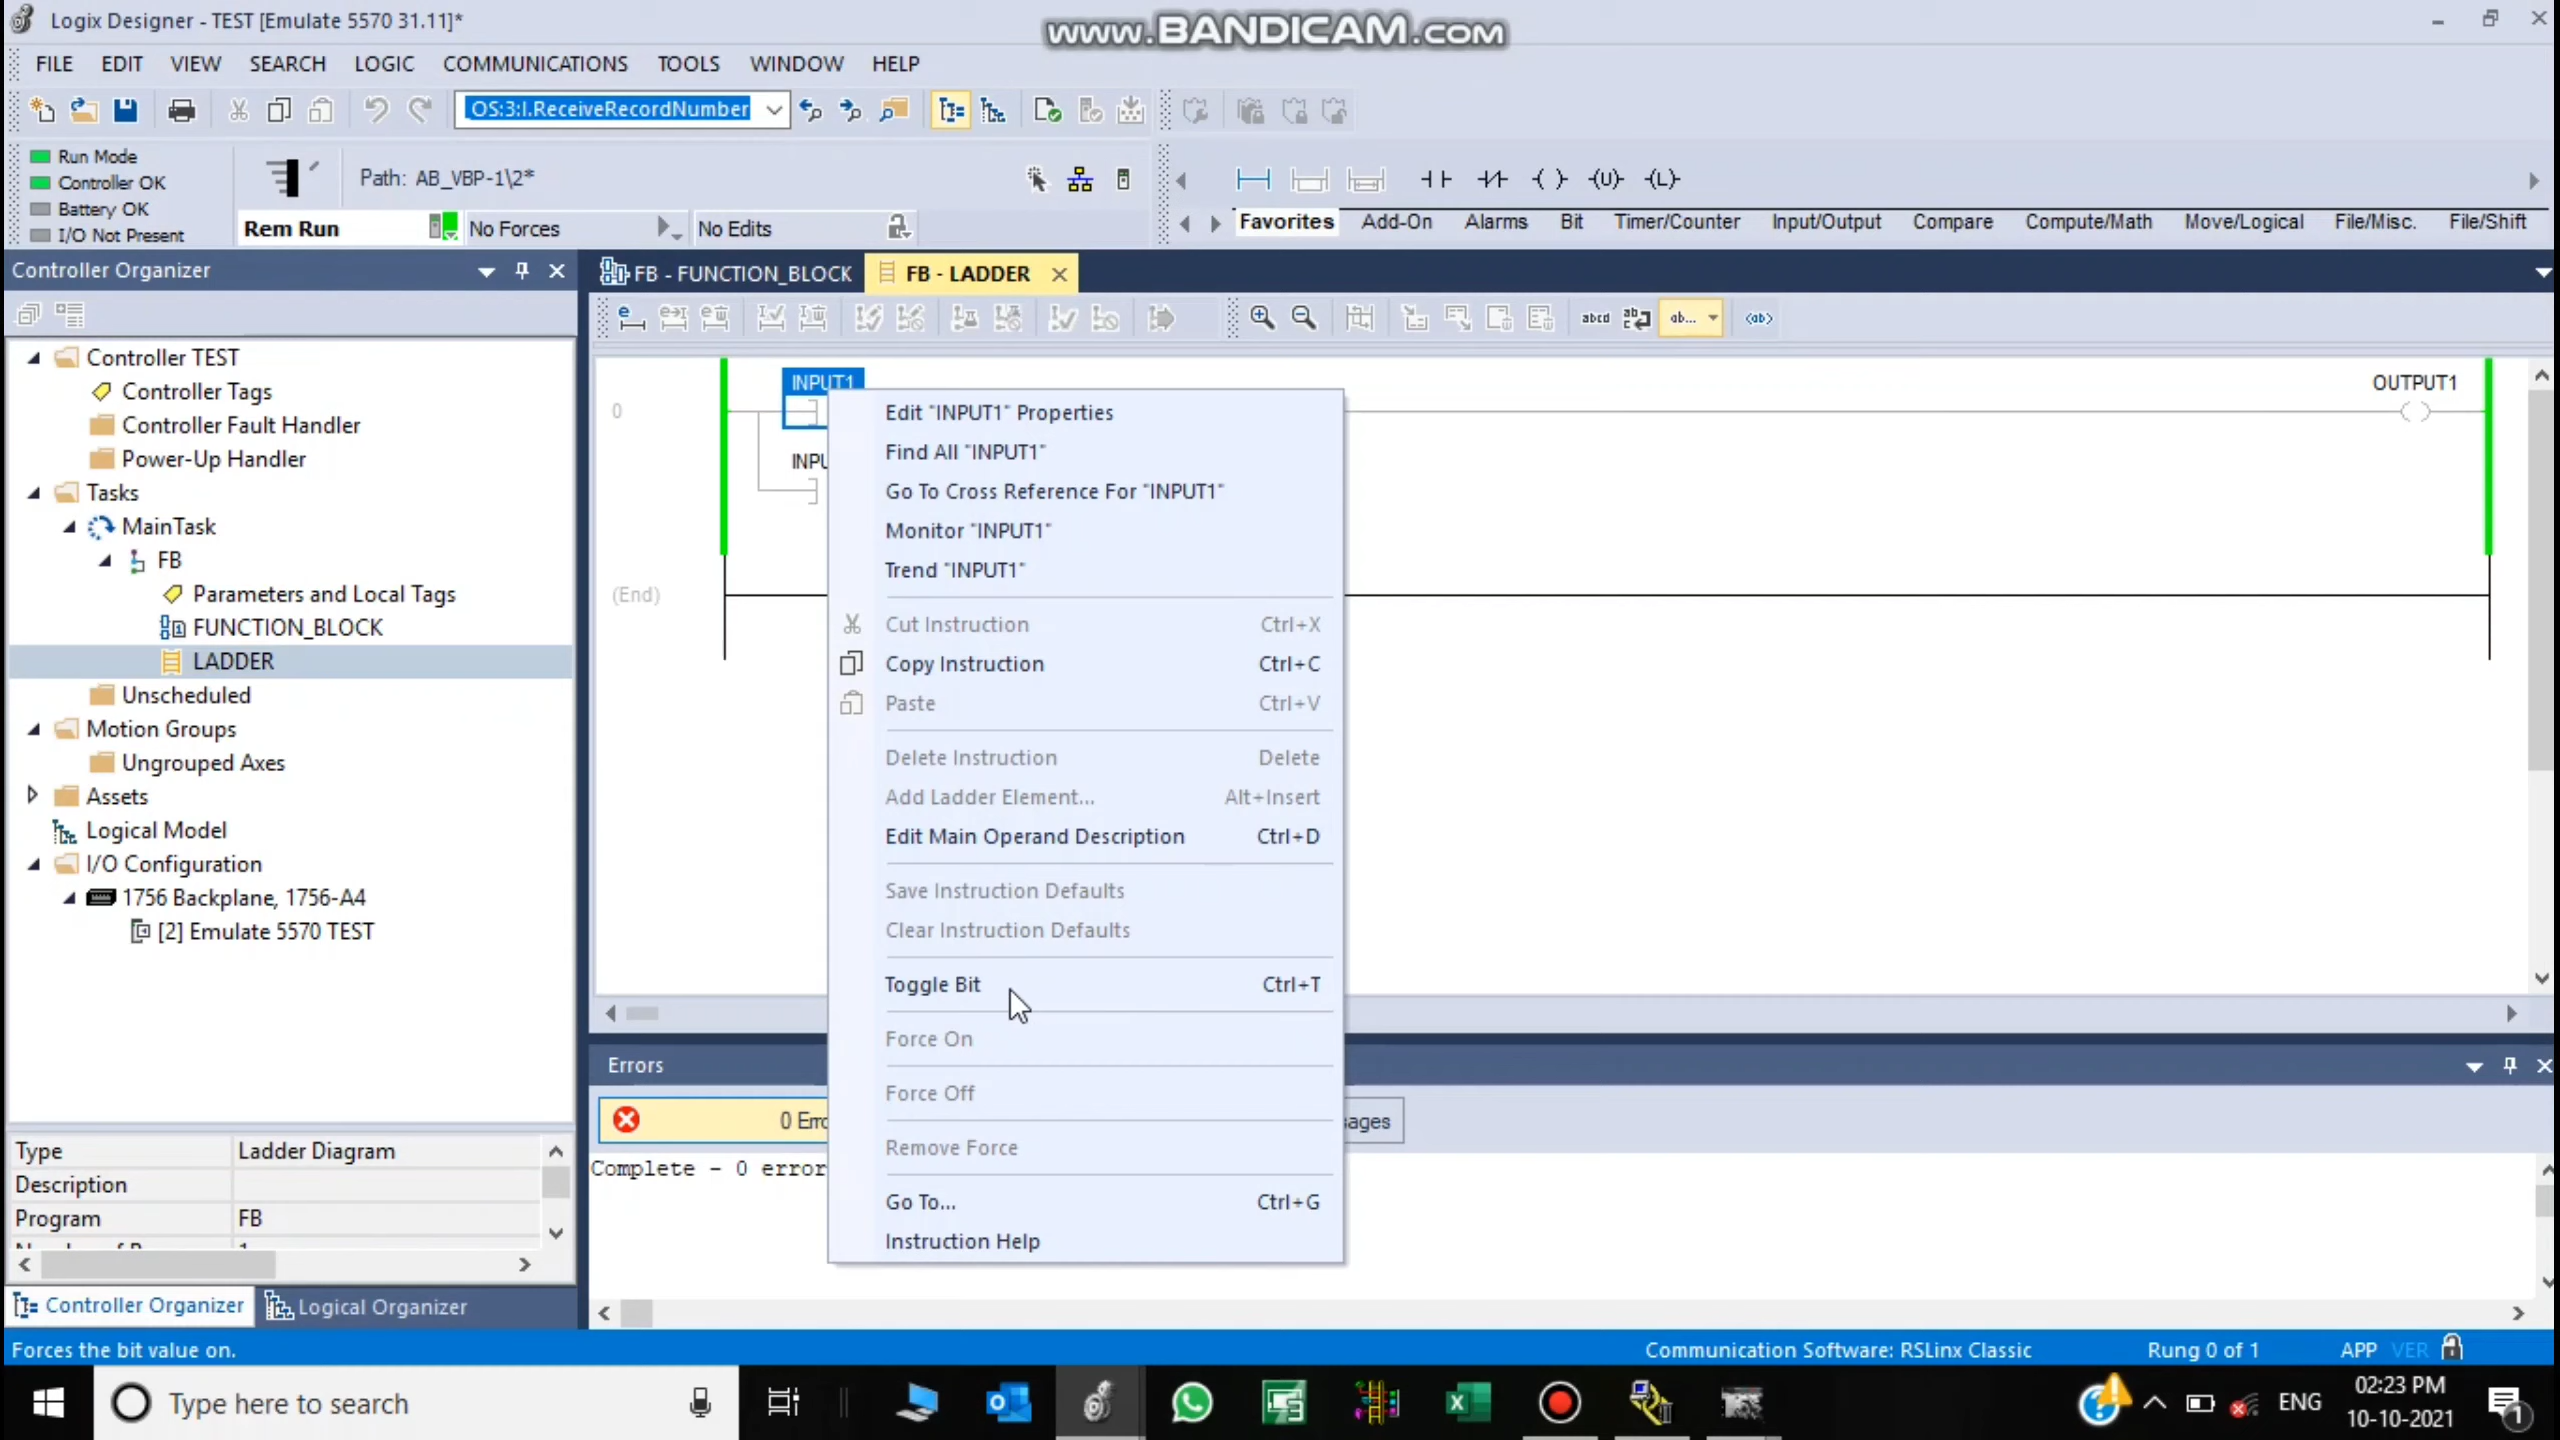 Logix Designer - TEST [Emulate 5570 31.11]*
www.BANDICAM.com
FILE EDIT VIEW SEARCH LOGIC COMMUNICATIONS TOOLS WINDOW HELP
OS:3:I.ReceiveRecordNumber
Run Mode
Controller OK
Battery OK
I/O Not Present
Path: AB_VBP-1\2*
Rem Run
No Forces
No Edits
Favorites Add-On Alarms Bit Timer/Counter Input/Output Compare Compute/Math Move/Logical File/Misc. File/Shift
Controller Organizer
FB - FUNCTION_BLOCK
FB - LADDER
abcd
ab...
<ab>
Controller TEST
Controller Tags
Controller Fault Handler
Power-Up Handler
Tasks
MainTask
FB
Parameters and Local Tags
FUNCTION_BLOCK
LADDER
Unscheduled
Motion Groups
Ungrouped Axes
Assets
Logical Model
I/O Configuration
1756 Backplane, 1756-A4
[2] Emulate 5570 TEST
INPUT1
0
OUTPUT1
INPU
(End)
Edit "INPUT1" Properties
Find All "INPUT1"
Go To Cross Reference For "INPUT1"
Monitor "INPUT1"
Trend "INPUT1"
Cut Instruction Ctrl+X
Copy Instruction Ctrl+C
Paste Ctrl+V
Delete Instruction Delete
Add Ladder Element... Alt+Insert
Edit Main Operand Description Ctrl+D
Save Instruction Defaults
Clear Instruction Defaults
Toggle Bit Ctrl+T
Force On
Force Off
Remove Force
Go To... Ctrl+G
Instruction Help
Errors
0 Erro
ages
Complete - 0 error
Type Ladder Diagram
Description
Program FB
Controller Organizer
Logical Organizer
Forces the bit value on.
Communication Software: RSLinx Classic
Rung 0 of 1
APP VER
Type here to search
ENG
02:23 PM
10-10-2021
1